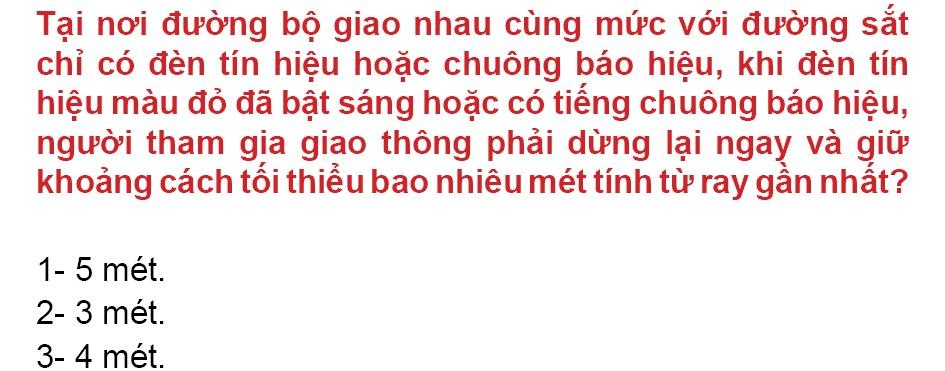 Tại nơi đường bộ giao nhau cùng mức với đường sắt
chỉ có đèn tín hiệu hoặc chuông báo hiệu, khi đèn tín
hiệu màu đỏ đã bật sáng hoặc có tiếng chuông báo hiệu,
người tham gia giao thông phải dừng lại ngay và giữ
khoảng cách tối thiểu bao nhiêu mét tính từ ray gần nhất?
1- 5 mét.
2- 3 mét.
3- 4 mét.